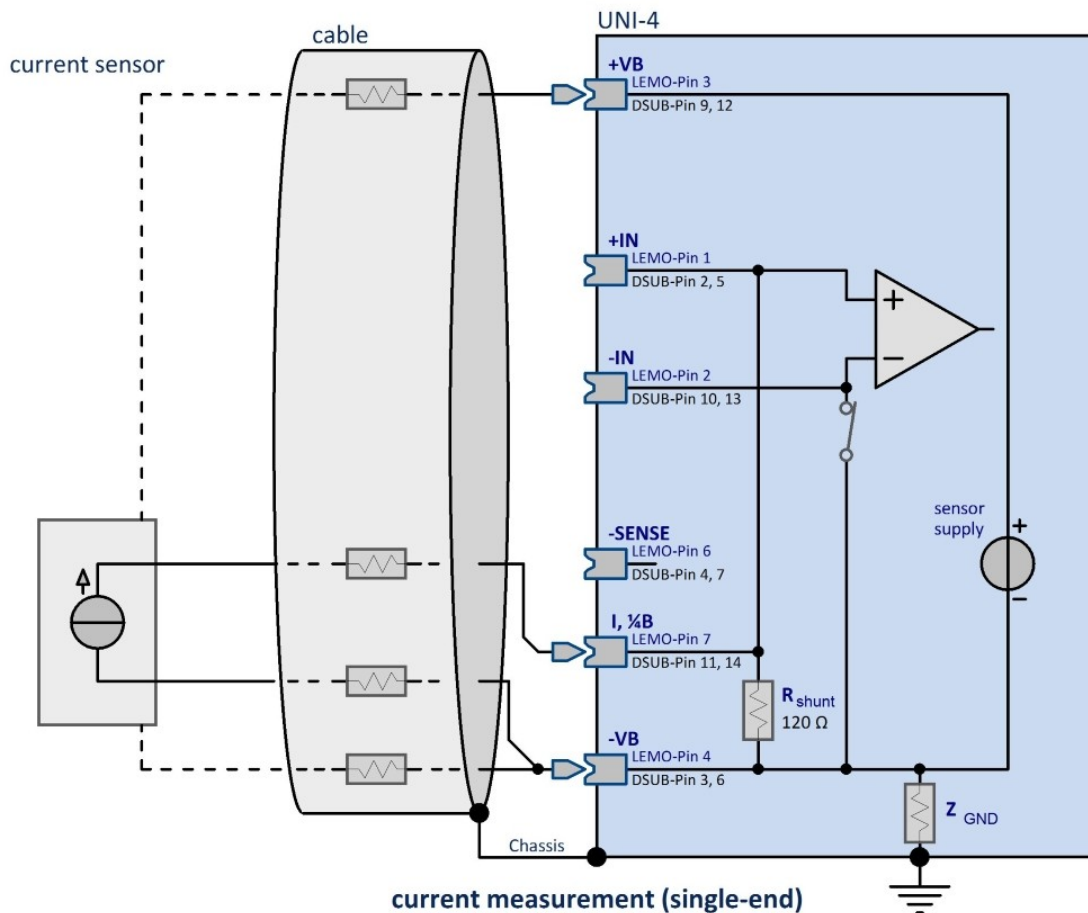 UNI-4
cable
current sensor
+VB
LEMO-Pin 3
DSUB-Pin 9, 12
+IN
LEMO-Pin 1
DSUB-Pin 2, 5
+
-IN
LEMO-Pin 2
DSUB-Pin 10, 13
−
-SENSE
LEMO-Pin 6
DSUB-Pin 4, 7
sensor
supply
+
−
I, ¼B
LEMO-Pin 7
DSUB-Pin 11, 14
R shunt
120 Ω
-VB
LEMO-Pin 4
DSUB-Pin 3, 6
Z GND
Chassis
current measurement (single-end)